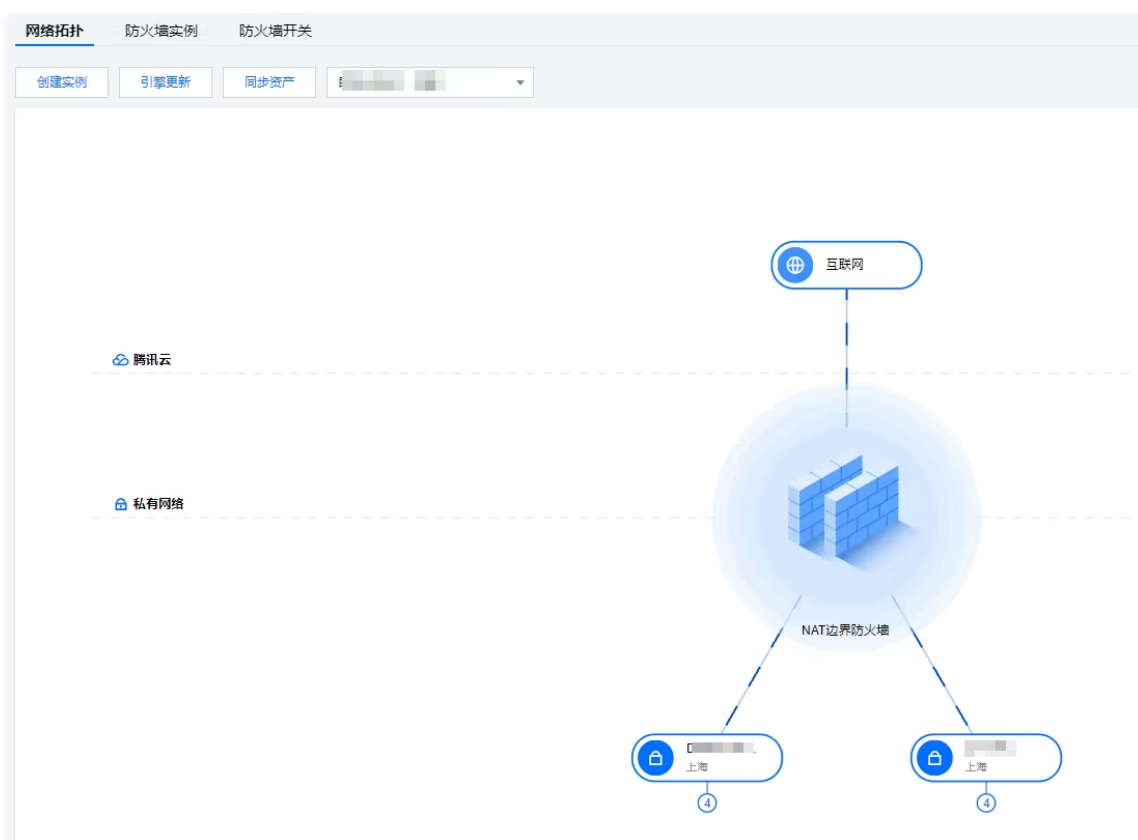 网络拓扑 防火墙实例 防火墙开关
创建实例 引擎更新 同步资产
互联网
腾讯云
私有网络
NAT边界防火墙
上海 上海
4 4